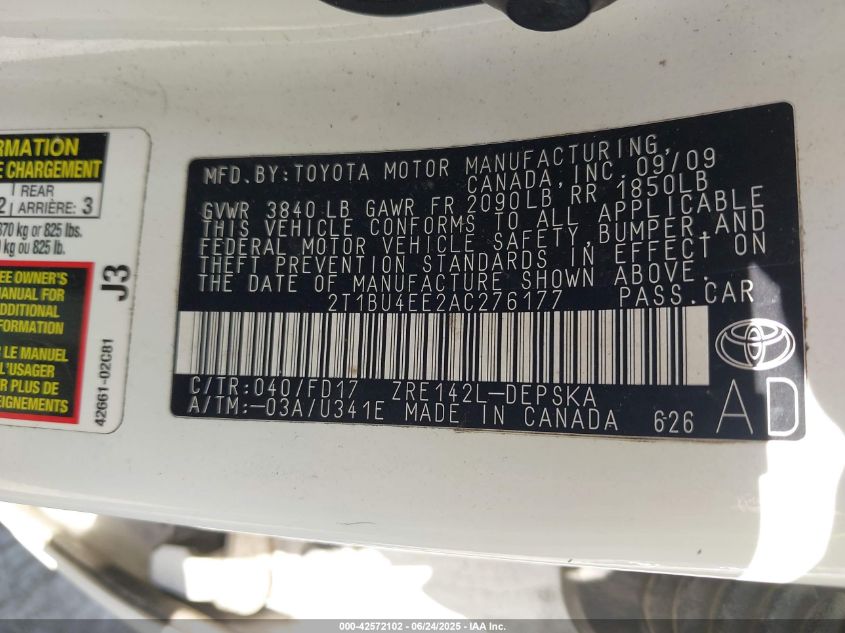 RMATION
E CHARGEMENT
REAR
2 ARRIÈRE: 3
370 kg or 825 lbs.
kg ou 825 lb.
EE OWNER'S
MANUAL FOR
ADDITIONAL
FORMATION
LE MANUEL
L'USAGER
R PLUS DE
EIGNEMENTS
J3
42661-02C81
MFD.BY:TOYOTA MOTOR MANUFACTURING,
CANADA, INC. 09/09
GVWR 3840LB GAWR FR 2090LB RR 1850LB
THIS VEHICLE CONFORMS TO ALL APPLICABLE
FEDERAL MOTOR VEHICLE SAFETY,BUMPER,AND
THEFT PREVENTION STANDARDS IN EFFECT ON
THE DATE OF MANUFACTURE SHOWN ABOVE.
2T1BU4EE2AC276177 PASS.CAR
C/TR:040/FD17 ZRE142L-DEPSKA
A/TM:-03A/U341E MADE IN CANADA 626
AD
000-42572102 - 06/24/2025 - IAA Inc.